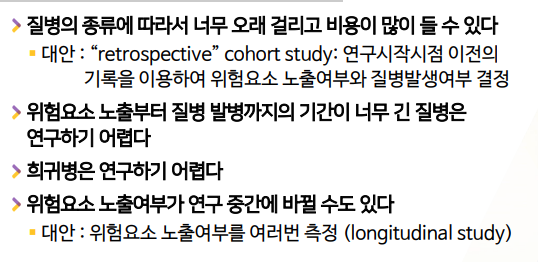 질병의 종류에 따라서 너무 오래 걸리고 비용이 많이 들 수 있다
대안 : “retrospective” cohort study: 연구시작시점 이전의
기록을 이용하여 위험요소 노출여부와 질병발생여부 결정
위험요소 노출부터 질병 발병까지의 기간이 너무 긴 질병은
연구하기 어렵다
희귀병은 연구하기 어렵다
위험요소 노출여부가 연구 중간에 바뀔 수도 있다
대안 : 위험요소 노출여부를 여러번 측정 (longitudinal study)